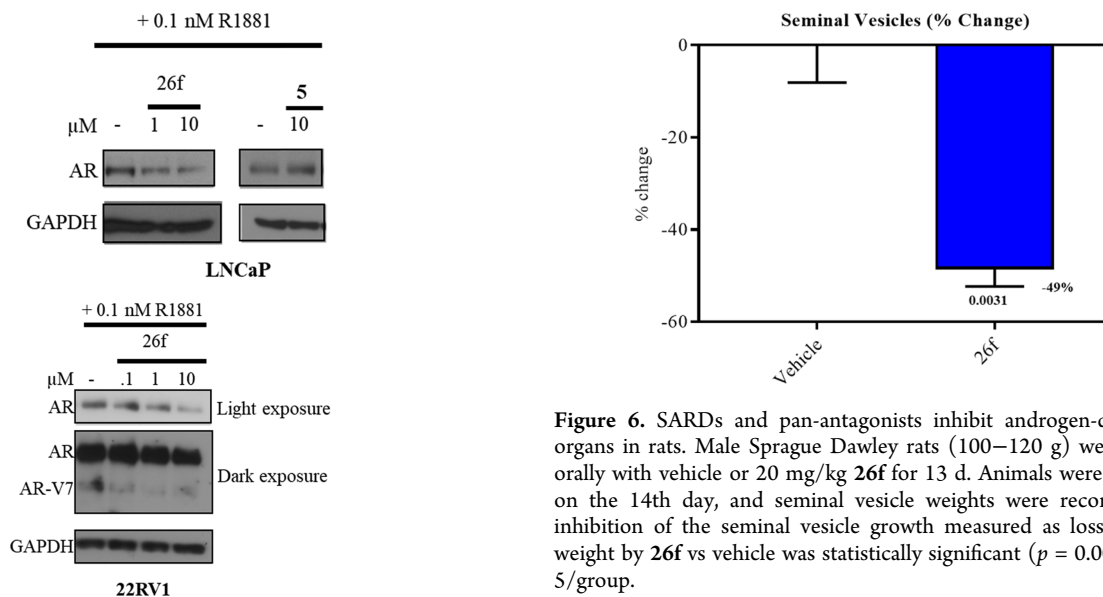 + 0.1 nM R1881
26f
5
μM - 1 10 - 10
AR
GAPDH
LNCaP
+ 0.1 nM R1881
26f
μM - .1 1 10
AR Light exposure
AR
Dark exposure
AR-V7
GAPDH
22RV1
Seminal Vesicles (% Change)
0
-20
-40
-60
% change
0.0031
-49%
Vehicle
26f
Figure 6. SARDs and pan-antagonists inhibit
organs in rats. Male Sprague Dawley rats (100−120 g)
orally with vehicle or 20 mg/kg 26f for 13 d. Animals were
on the 14th day, and seminal vesicle weights were
inhibition of the seminal vesicle growth measured as loss
weight by 26f vs vehicle was statistically significant (p =
5/group.